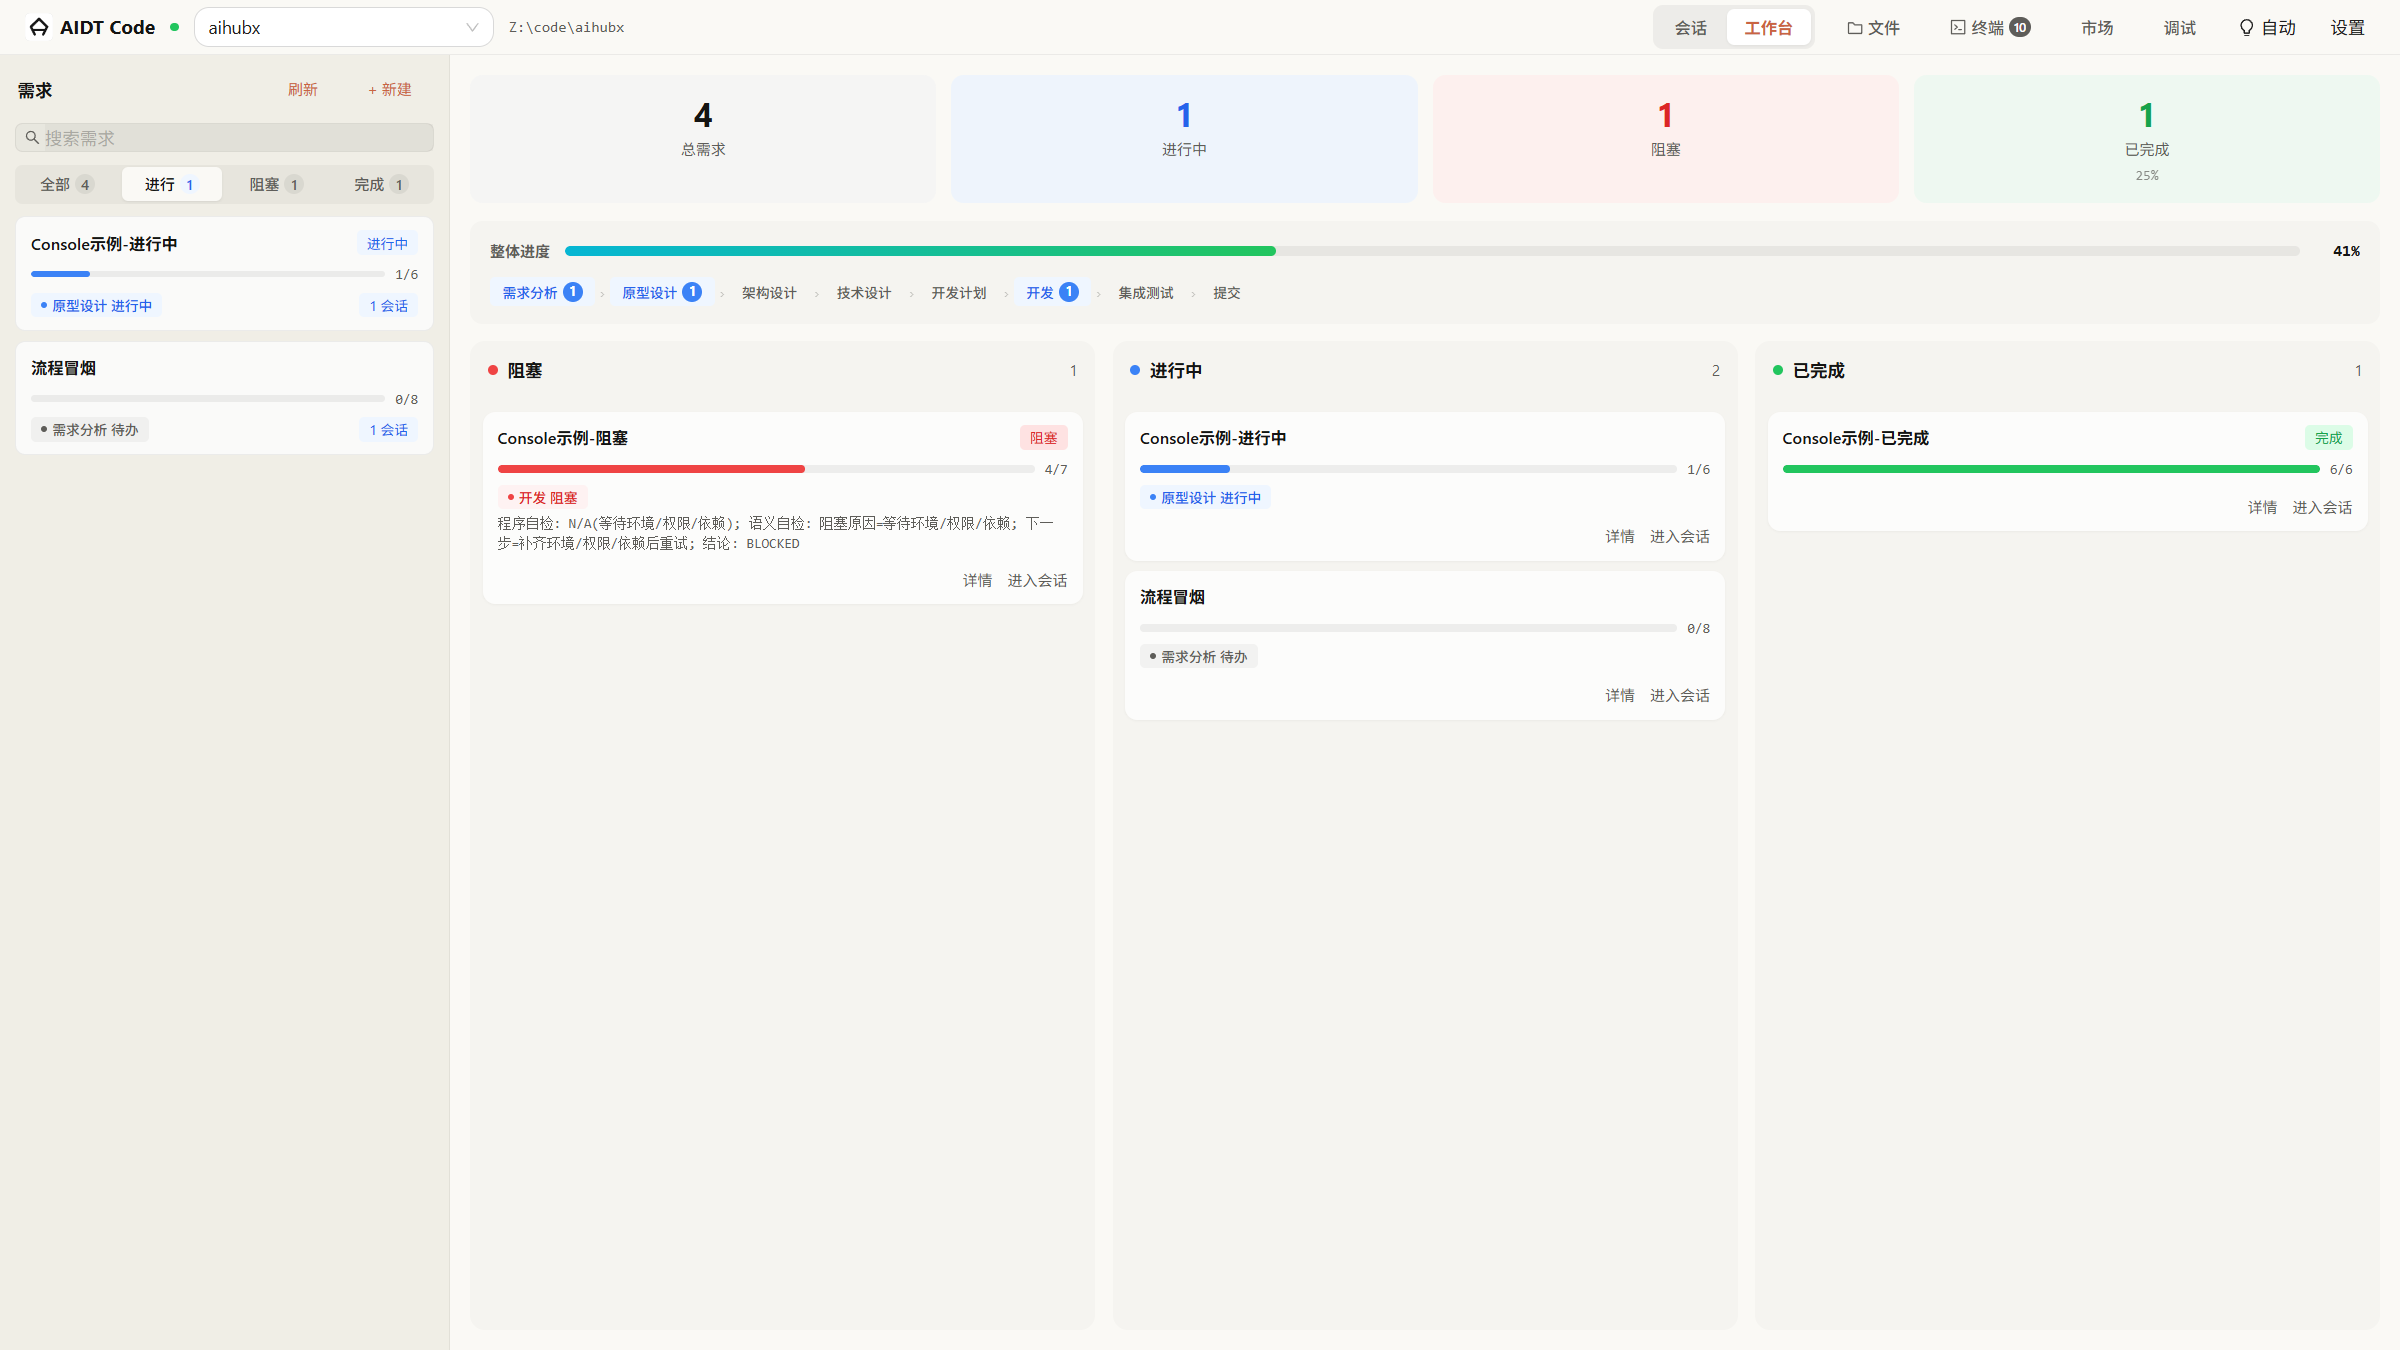 AIDT Code
aihubx
Z:\code\aihubx
会话
工作台
文件
终端 10
市场
调试
自动
设置
需求
刷新
+ 新建
搜索需求
全部 4
进行 1
阻塞 1
完成 1
Console示例-进行中
进行中
1/6
原型设计 进行中
1 会话
流程冒烟
0/8
需求分析 待办
1 会话
4
总需求
1
进行中
1
阻塞
1
已完成
25%
整体进度
41%
需求分析 1 › 原型设计 1 › 架构设计 › 技术设计 › 开发计划 › 开发 1 › 集成测试 › 提交
阻塞
1
Console示例-阻塞
阻塞
4/7
开发 阻塞
程序自检: N/A(等待环境/权限/依赖); 语义自检: 阻塞原因=等待环境/权限/依赖; 下一
步=补齐环境/权限/依赖后重试; 结论: BLOCKED
详情 进入会话
进行中
2
Console示例-进行中
1/6
原型设计 进行中
详情 进入会话
流程冒烟
0/8
需求分析 待办
详情 进入会话
已完成
1
Console示例-已完成
完成
6/6
详情 进入会话